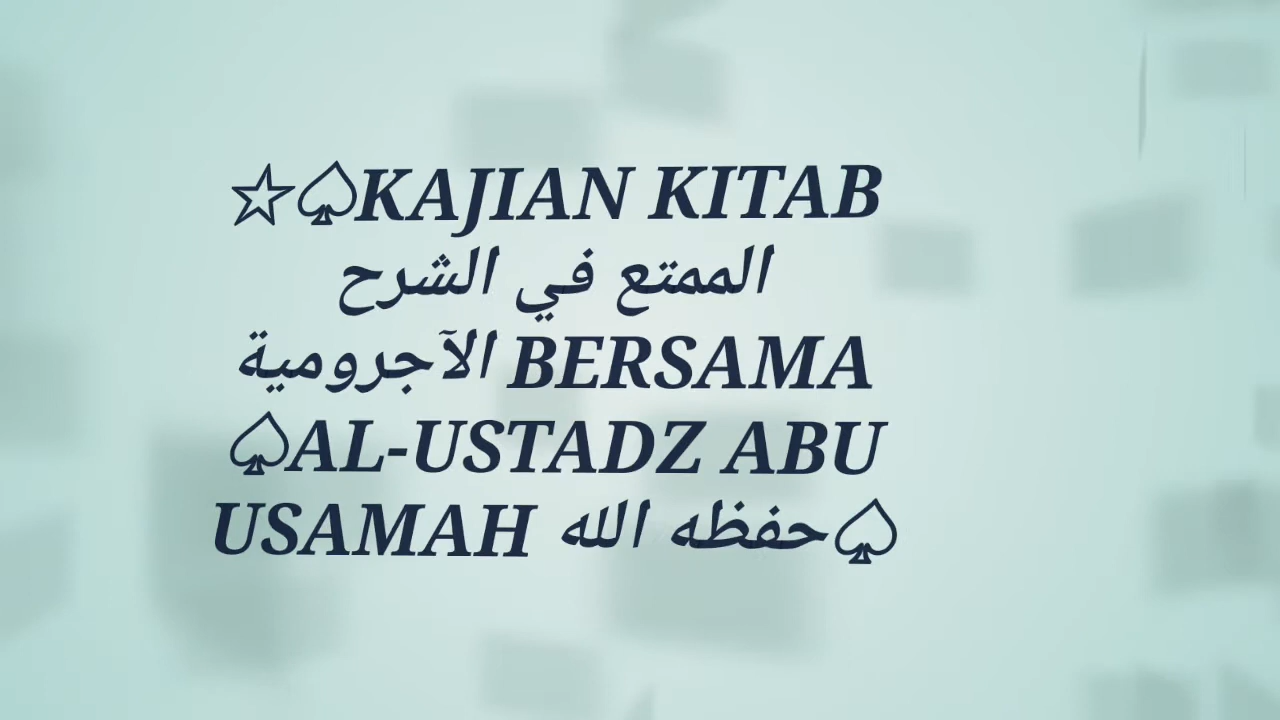 ☆♤KAJIAN KITAB
الممتع في الشرح
الآجرومية BERSAMA
♤AL-USTADZ ABU
USAMAH حفظه الله♤